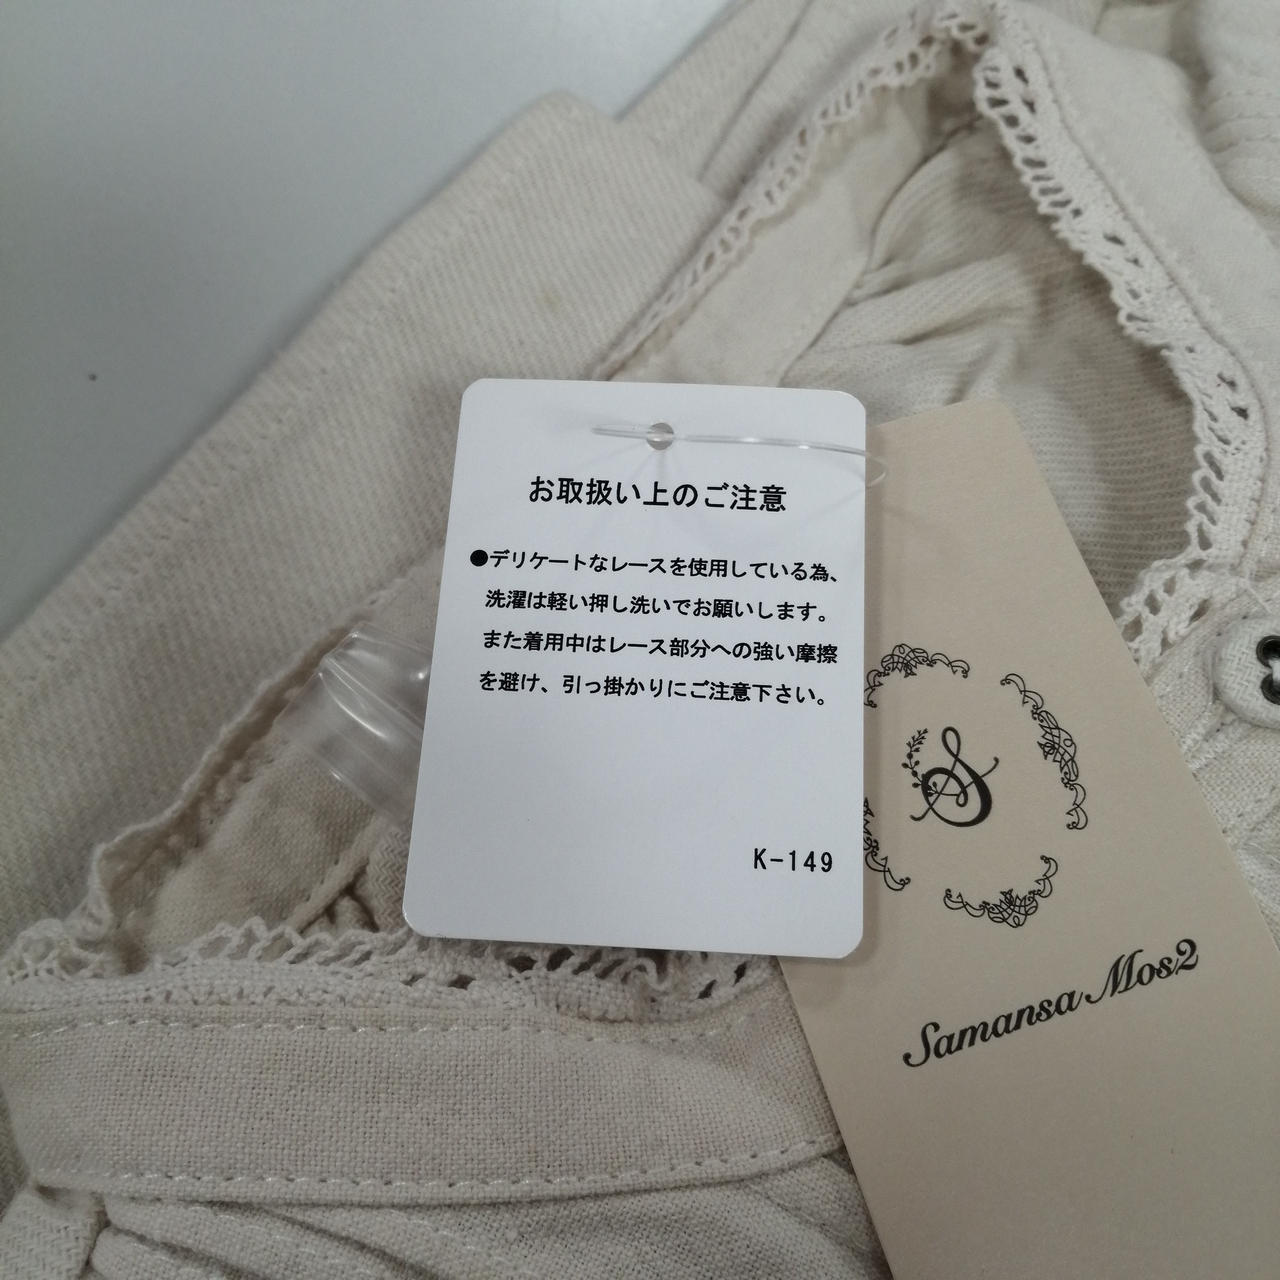 お取扱い上のご注意
●デリケートなレースを使用している為、
洗濯は軽い押し洗いでお願いします。
また着用中はレース部分への強い摩擦
を避け、引っ掛かりにご注意下さい。
K-149
S
Samansa Mos2